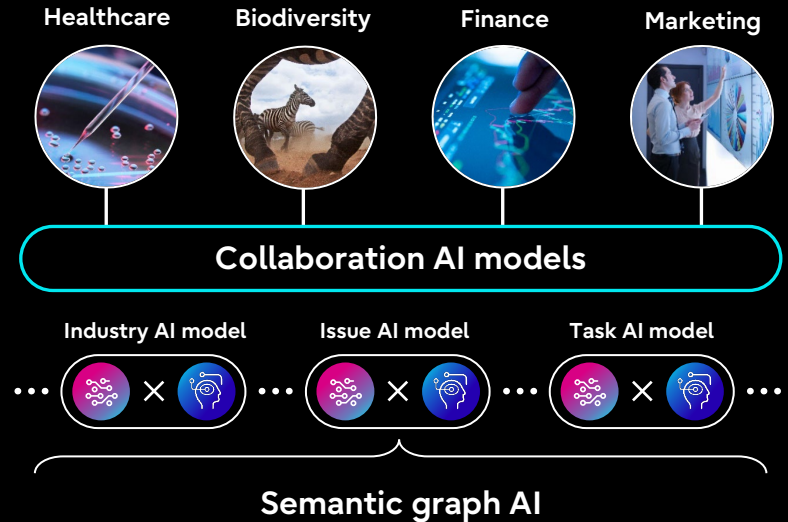 Healthcare
Biodiversity
Finance
Marketing
Collaboration AI models
Industry AI model
Issue AI model
Task AI model
Semantic graph AI